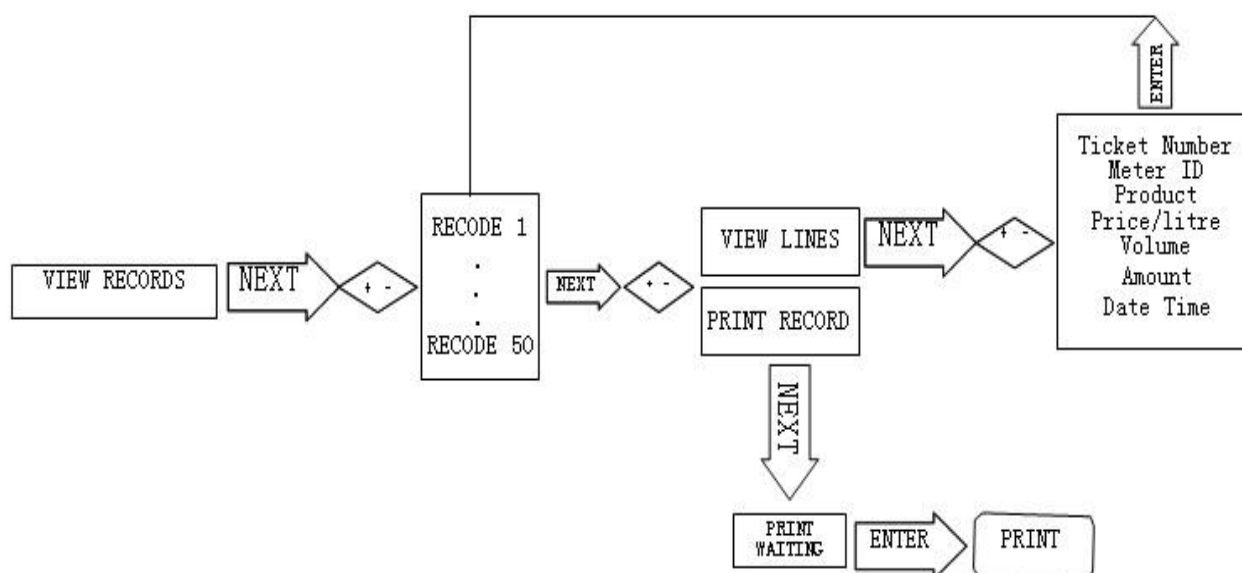 VIEW RECORDS
NEXT
+ -
RECODE 1
.
.
.
RECODE 50
NEXT
+ -
VIEW LINES
PRINT RECORD
NEXT
+ -
Ticket Number
Meter ID
Product
Price/litre
Volume
Amount
Date Time
ENTER
NEXT
PRINT
WAITING
ENTER
PRINT